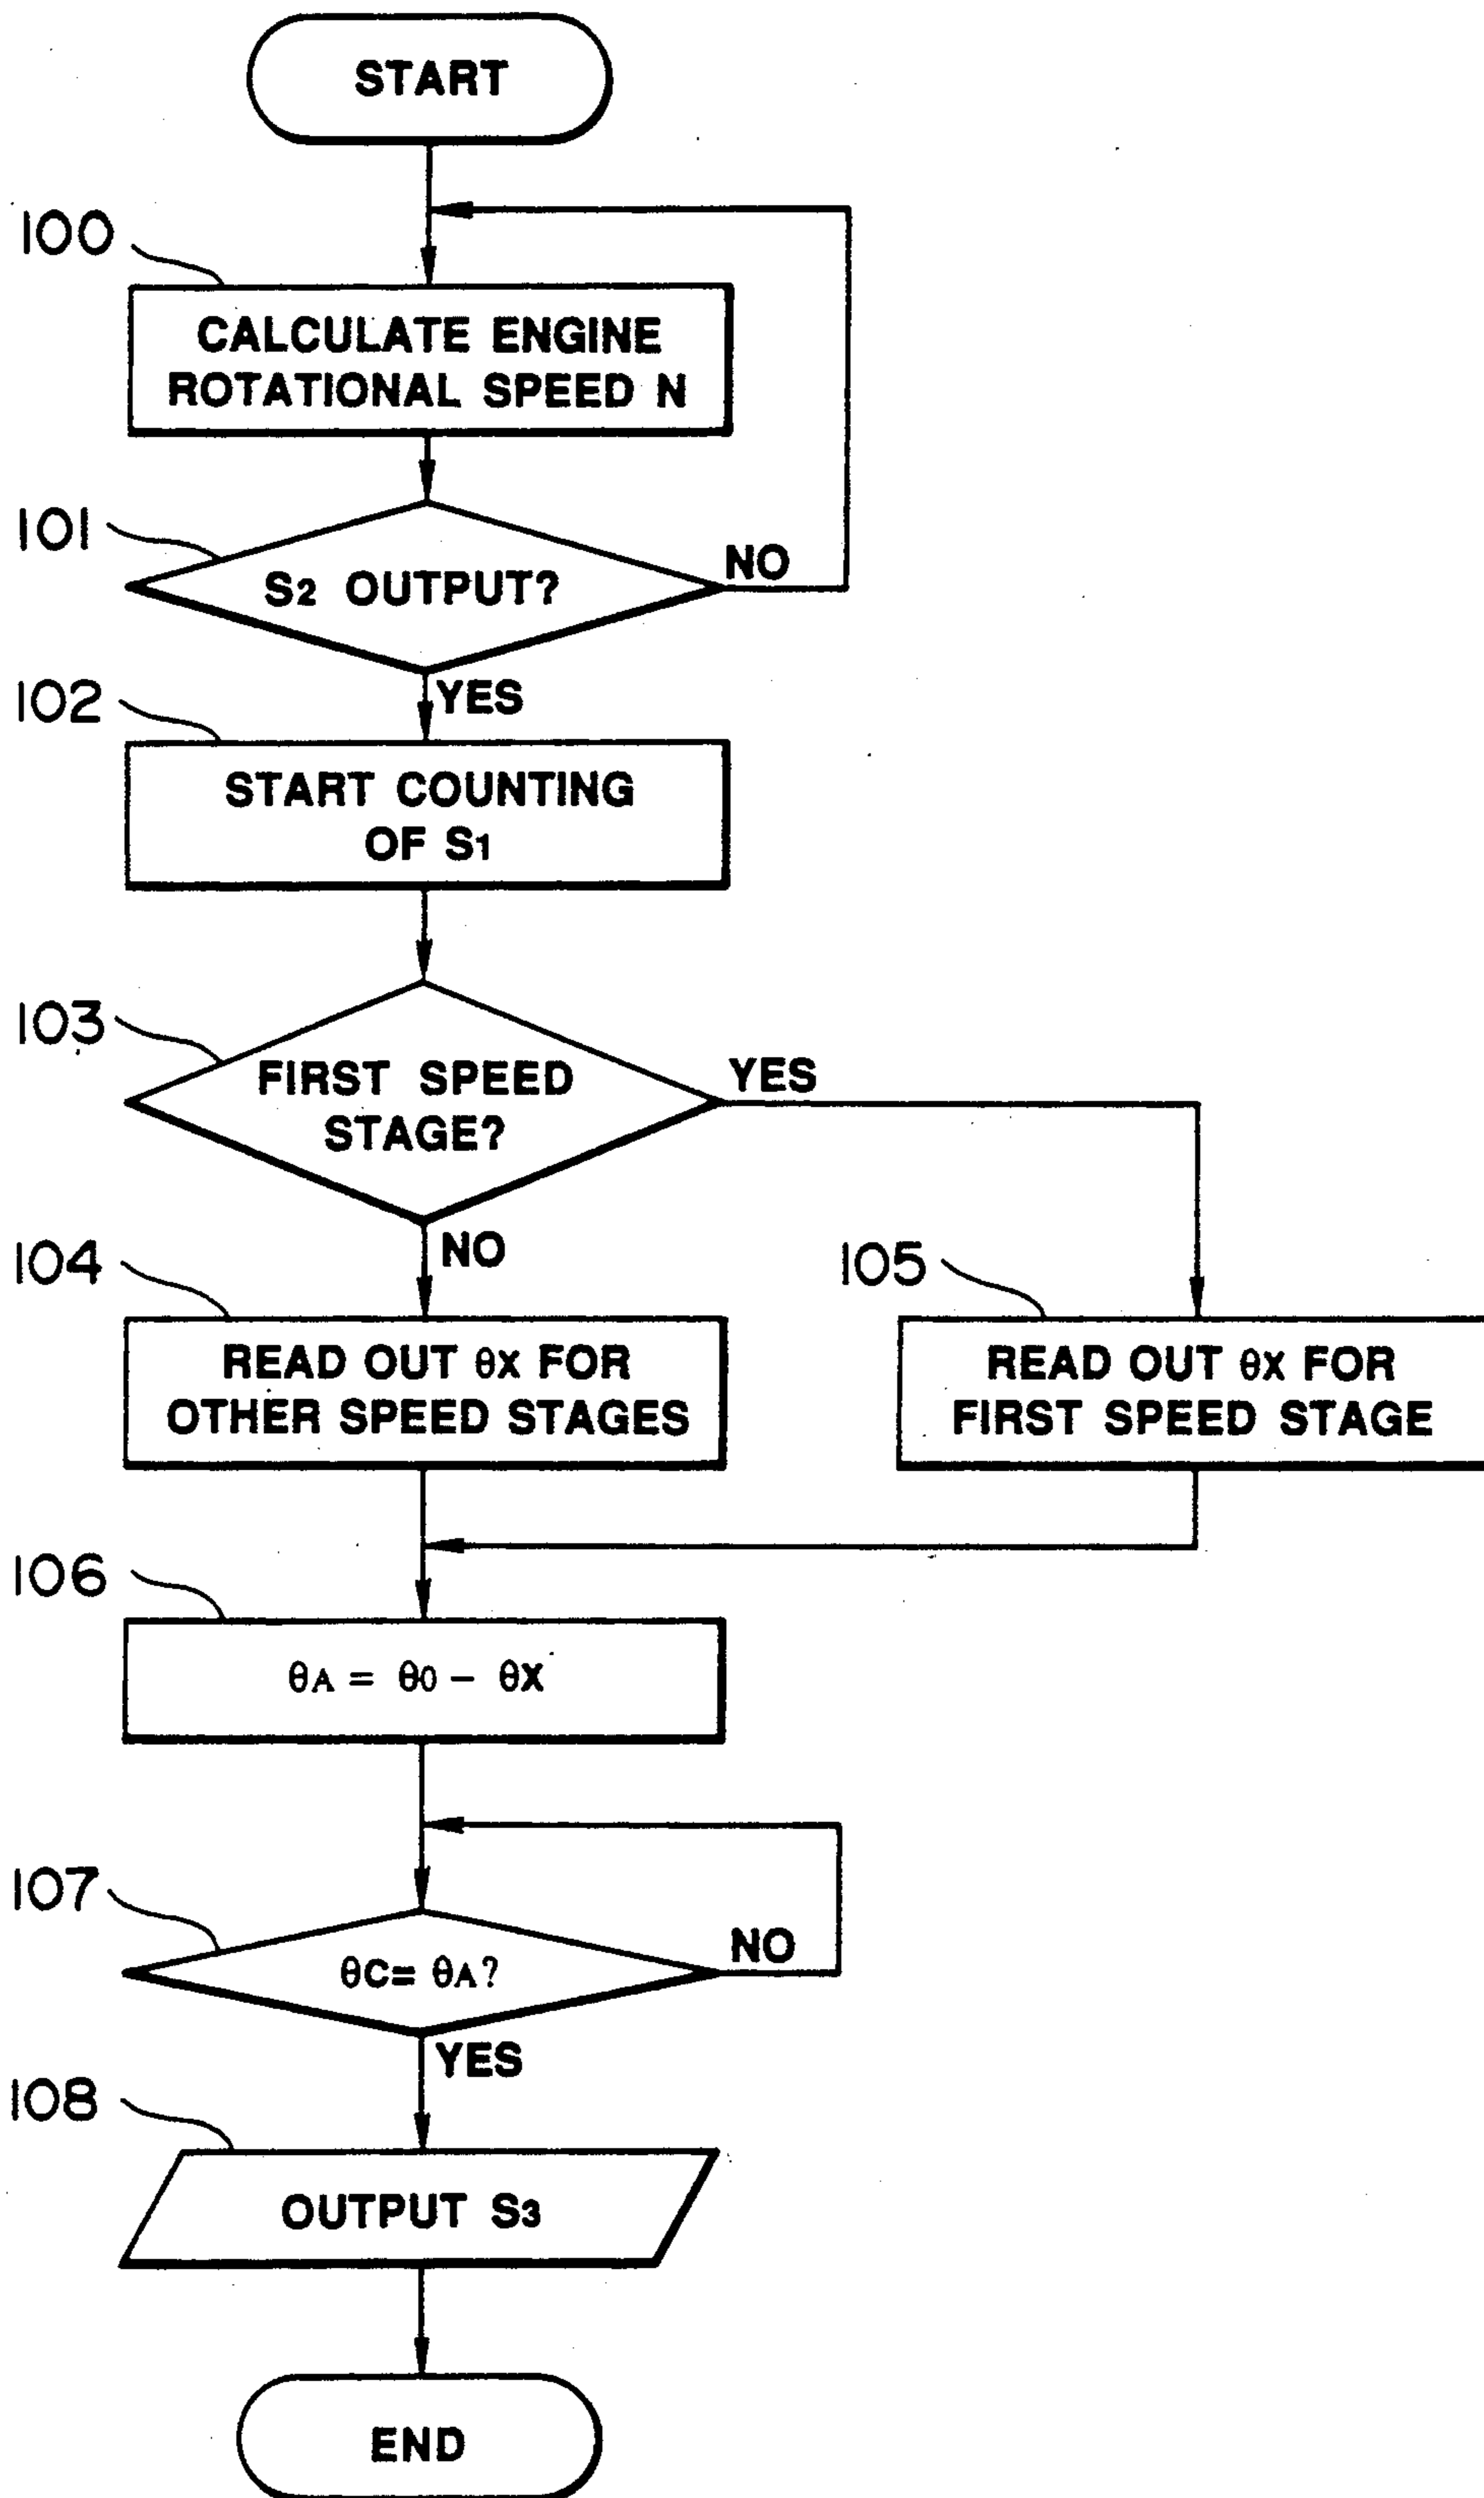 START
100
CALCULATE ENGINE
ROTATIONAL SPEED N
101
S2 OUTPUT?
NO
YES
102
START COUNTING
OF S1
103
FIRST SPEED
STAGE?
YES
NO
104
READ OUT θX FOR
OTHER SPEED STAGES
105
READ OUT θX FOR
FIRST SPEED STAGE
106
θA = θ0 - θX
107
θC = θA?
NO
YES
108
OUTPUT S3
END